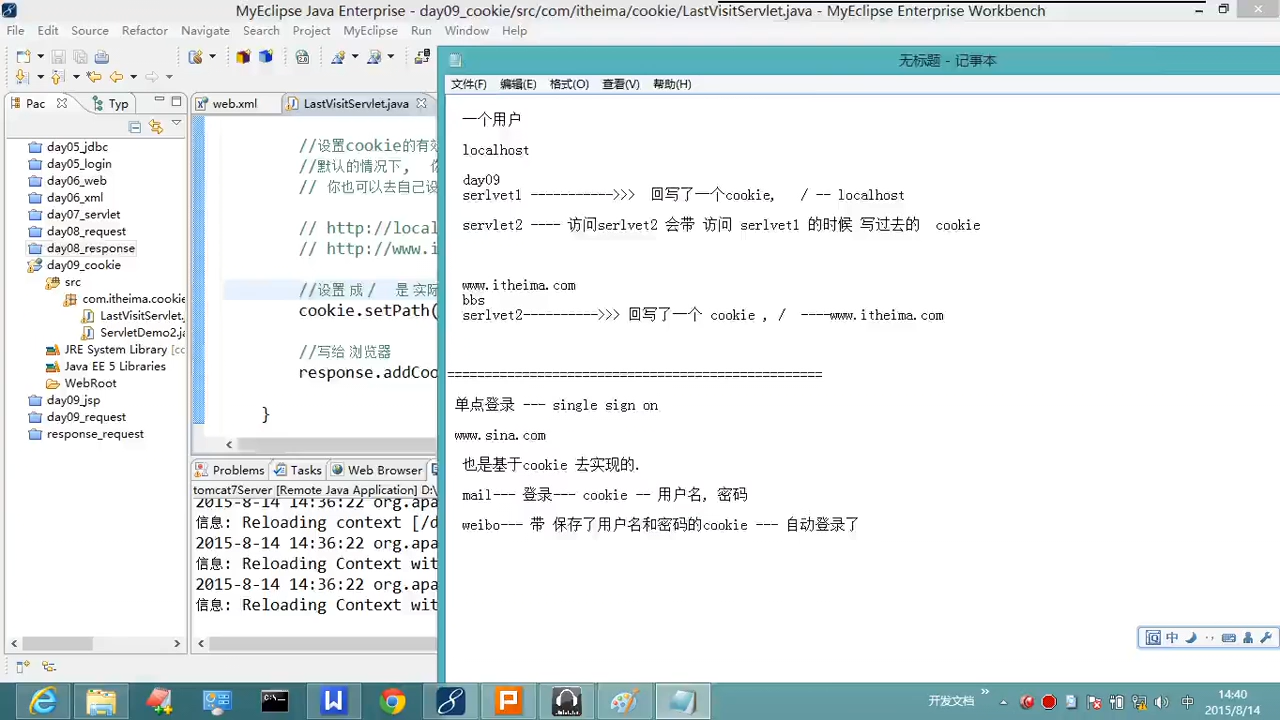 MyEclipse Java Enterprise - day09_cookie/src/com/itheima/cookie/LastVisitServlet.java - MyEclipse Enterprise Workbench
File Edit Source Refactor Navigate Search Project MyEclipse Run Window Help
无标题 - 记事本
文件(F) 编辑(E) 格式(O) 查看(V) 帮助(H)
Pac Typ
day05_jdbc
day05_login
day06_web
day06_xml
day07_servlet
day08_request
day08_response
day09_cookie
src
com.itheima.cookie
LastVisitServlet.
ServletDemo2.ja
JRE System Library [co
Java EE 5 Libraries
WebRoot
day09_jsp
day09_request
response_request
web.xml LastVisitServlet.java
//设置cookie的有效
//默认的情况下, 你
// 你也可以去自己设
// http://local
// http://www.i
//设置 成 / 是 实际
cookie.setPath(
//写给 浏览器
response.addCoo
}
Problems Tasks Web Browser
tomcat7Server [Remote Java Application] D:\
2015-8-14 14:36:22 org.apa
信息: Reloading context [/d
2015-8-14 14:36:22 org.apa
信息: Reloading Context wit
2015-8-14 14:36:22 org.apa
信息: Reloading Context wit
一个用户
localhost
day09
serlvet1 ----------->>> 回写了一个cookie, / -- localhost
servlet2 ---- 访问serlvet2 会带 访问 serlvet1 的时候 写过去的 cookie
www.itheima.com
bbs
serlvet2---------->>> 回写了一个 cookie , / ----www.itheima.com
==================================================
单点登录 --- single sign on
www.sina.com
也是基于cookie 去实现的.
mail--- 登录--- cookie -- 用户名, 密码
weibo--- 带 保存了用户名和密码的cookie --- 自动登录了
中
开发文档
中
14:40
2015/8/14